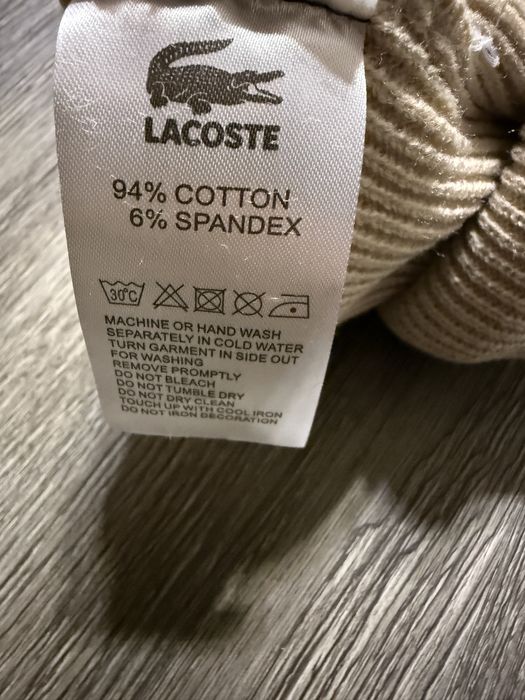 LACOSTE
94% COTTON
6% SPANDEX
30°C
MACHINE OR HAND WASH
SEPARATELY IN COLD WATER
TURN GARMENT IN SIDE OUT
FOR WASHING
REMOVE PROMPTLY
DO NOT BLEACH
DO NOT TUMBLE DRY
DO NOT DRY CLEAN
TOUCH UP WITH COOL IRON
DO NOT IRON DECORATION